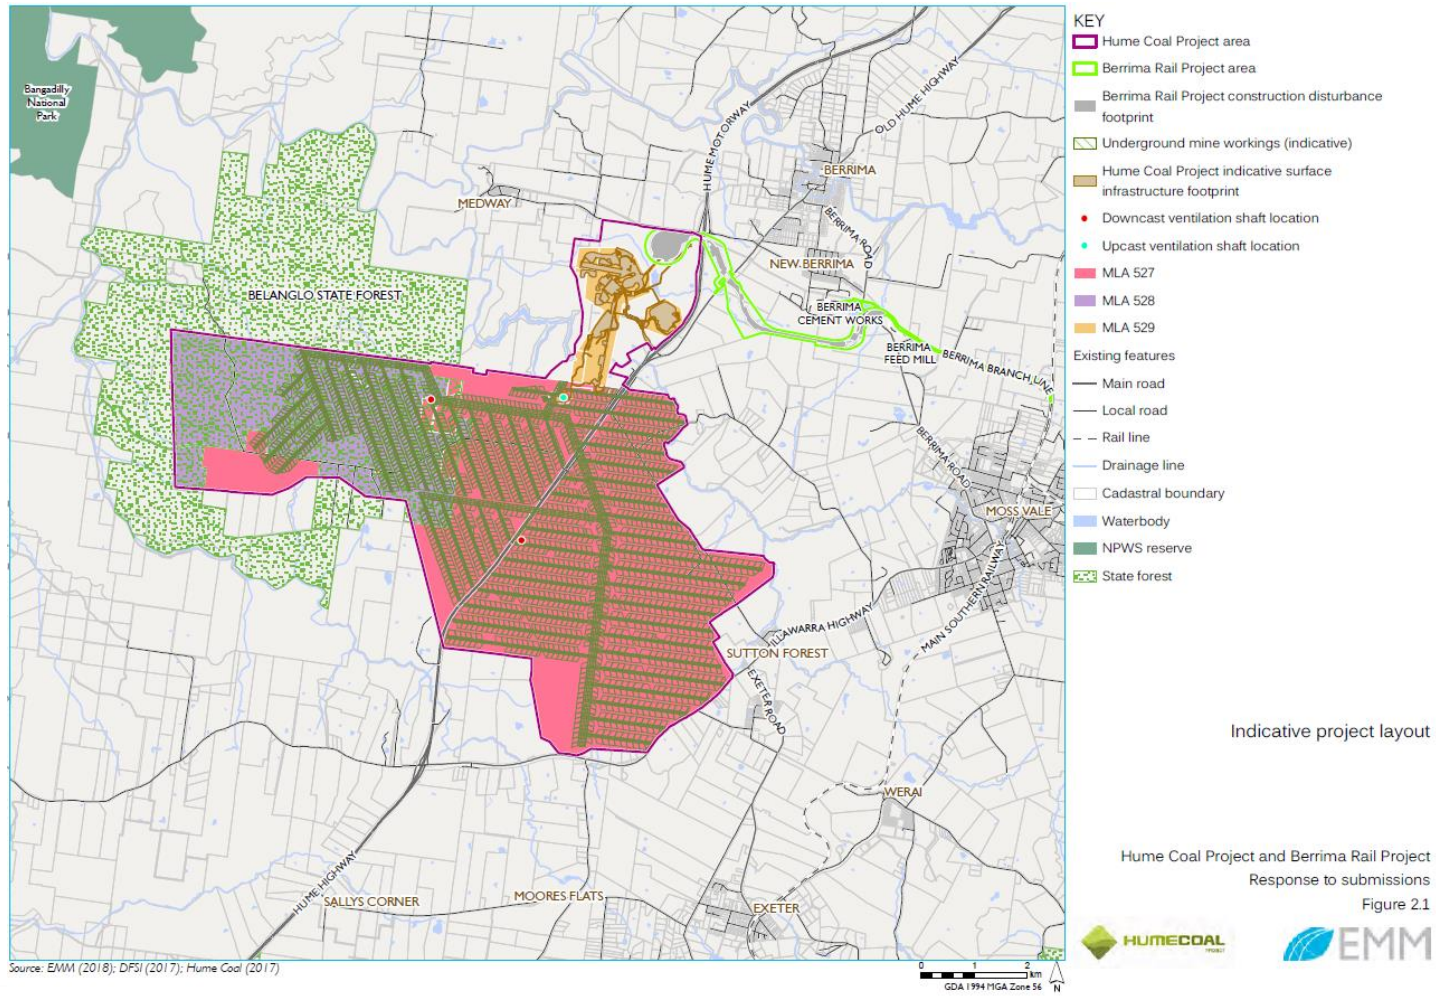 Bangadilly
National
Park
HUME MOTORWAY
OLD HUME HIGHWAY
BERRIMA
MEDWAY
BERRIMA ROAD
NEW BERRIMA
BELANGLO STATE FOREST
BERRIMA
CEMENT WORKS
BERRIMA
FEED MILL
BERRIMA BRANCH LINE
BERRIMA ROAD
MOSS VALE
MAIN SOUTHERN RAILWAY
ILLAWARRA HIGHWAY
SUTTON FOREST
EXETER ROAD
WERAI
HUME HIGHWAY
SALLYS CORNER
MOORES FLATS
EXETER
KEY
Hume Coal Project area
Berrima Rail Project area
Berrima Rail Project construction disturbance
footprint
Underground mine workings (indicative)
Hume Coal Project indicative surface
infrastructure footprint
Downcast ventilation shaft location
Upcast ventilation shaft location
MLA 527
MLA 528
MLA 529
Existing features
Main road
Local road
Rail line
Drainage line
Cadastral boundary
Waterbody
NPWS reserve
State forest
Indicative project layout
Hume Coal Project and Berrima Rail Project
Response to submissions
Figure 2.1
HUMECOAL
PROJECT
EMM
Source: EMM (2018); DFSI (2017); Hume Coal (2017)
0 1 2
km
GDA 1994 MGA Zone 56 N